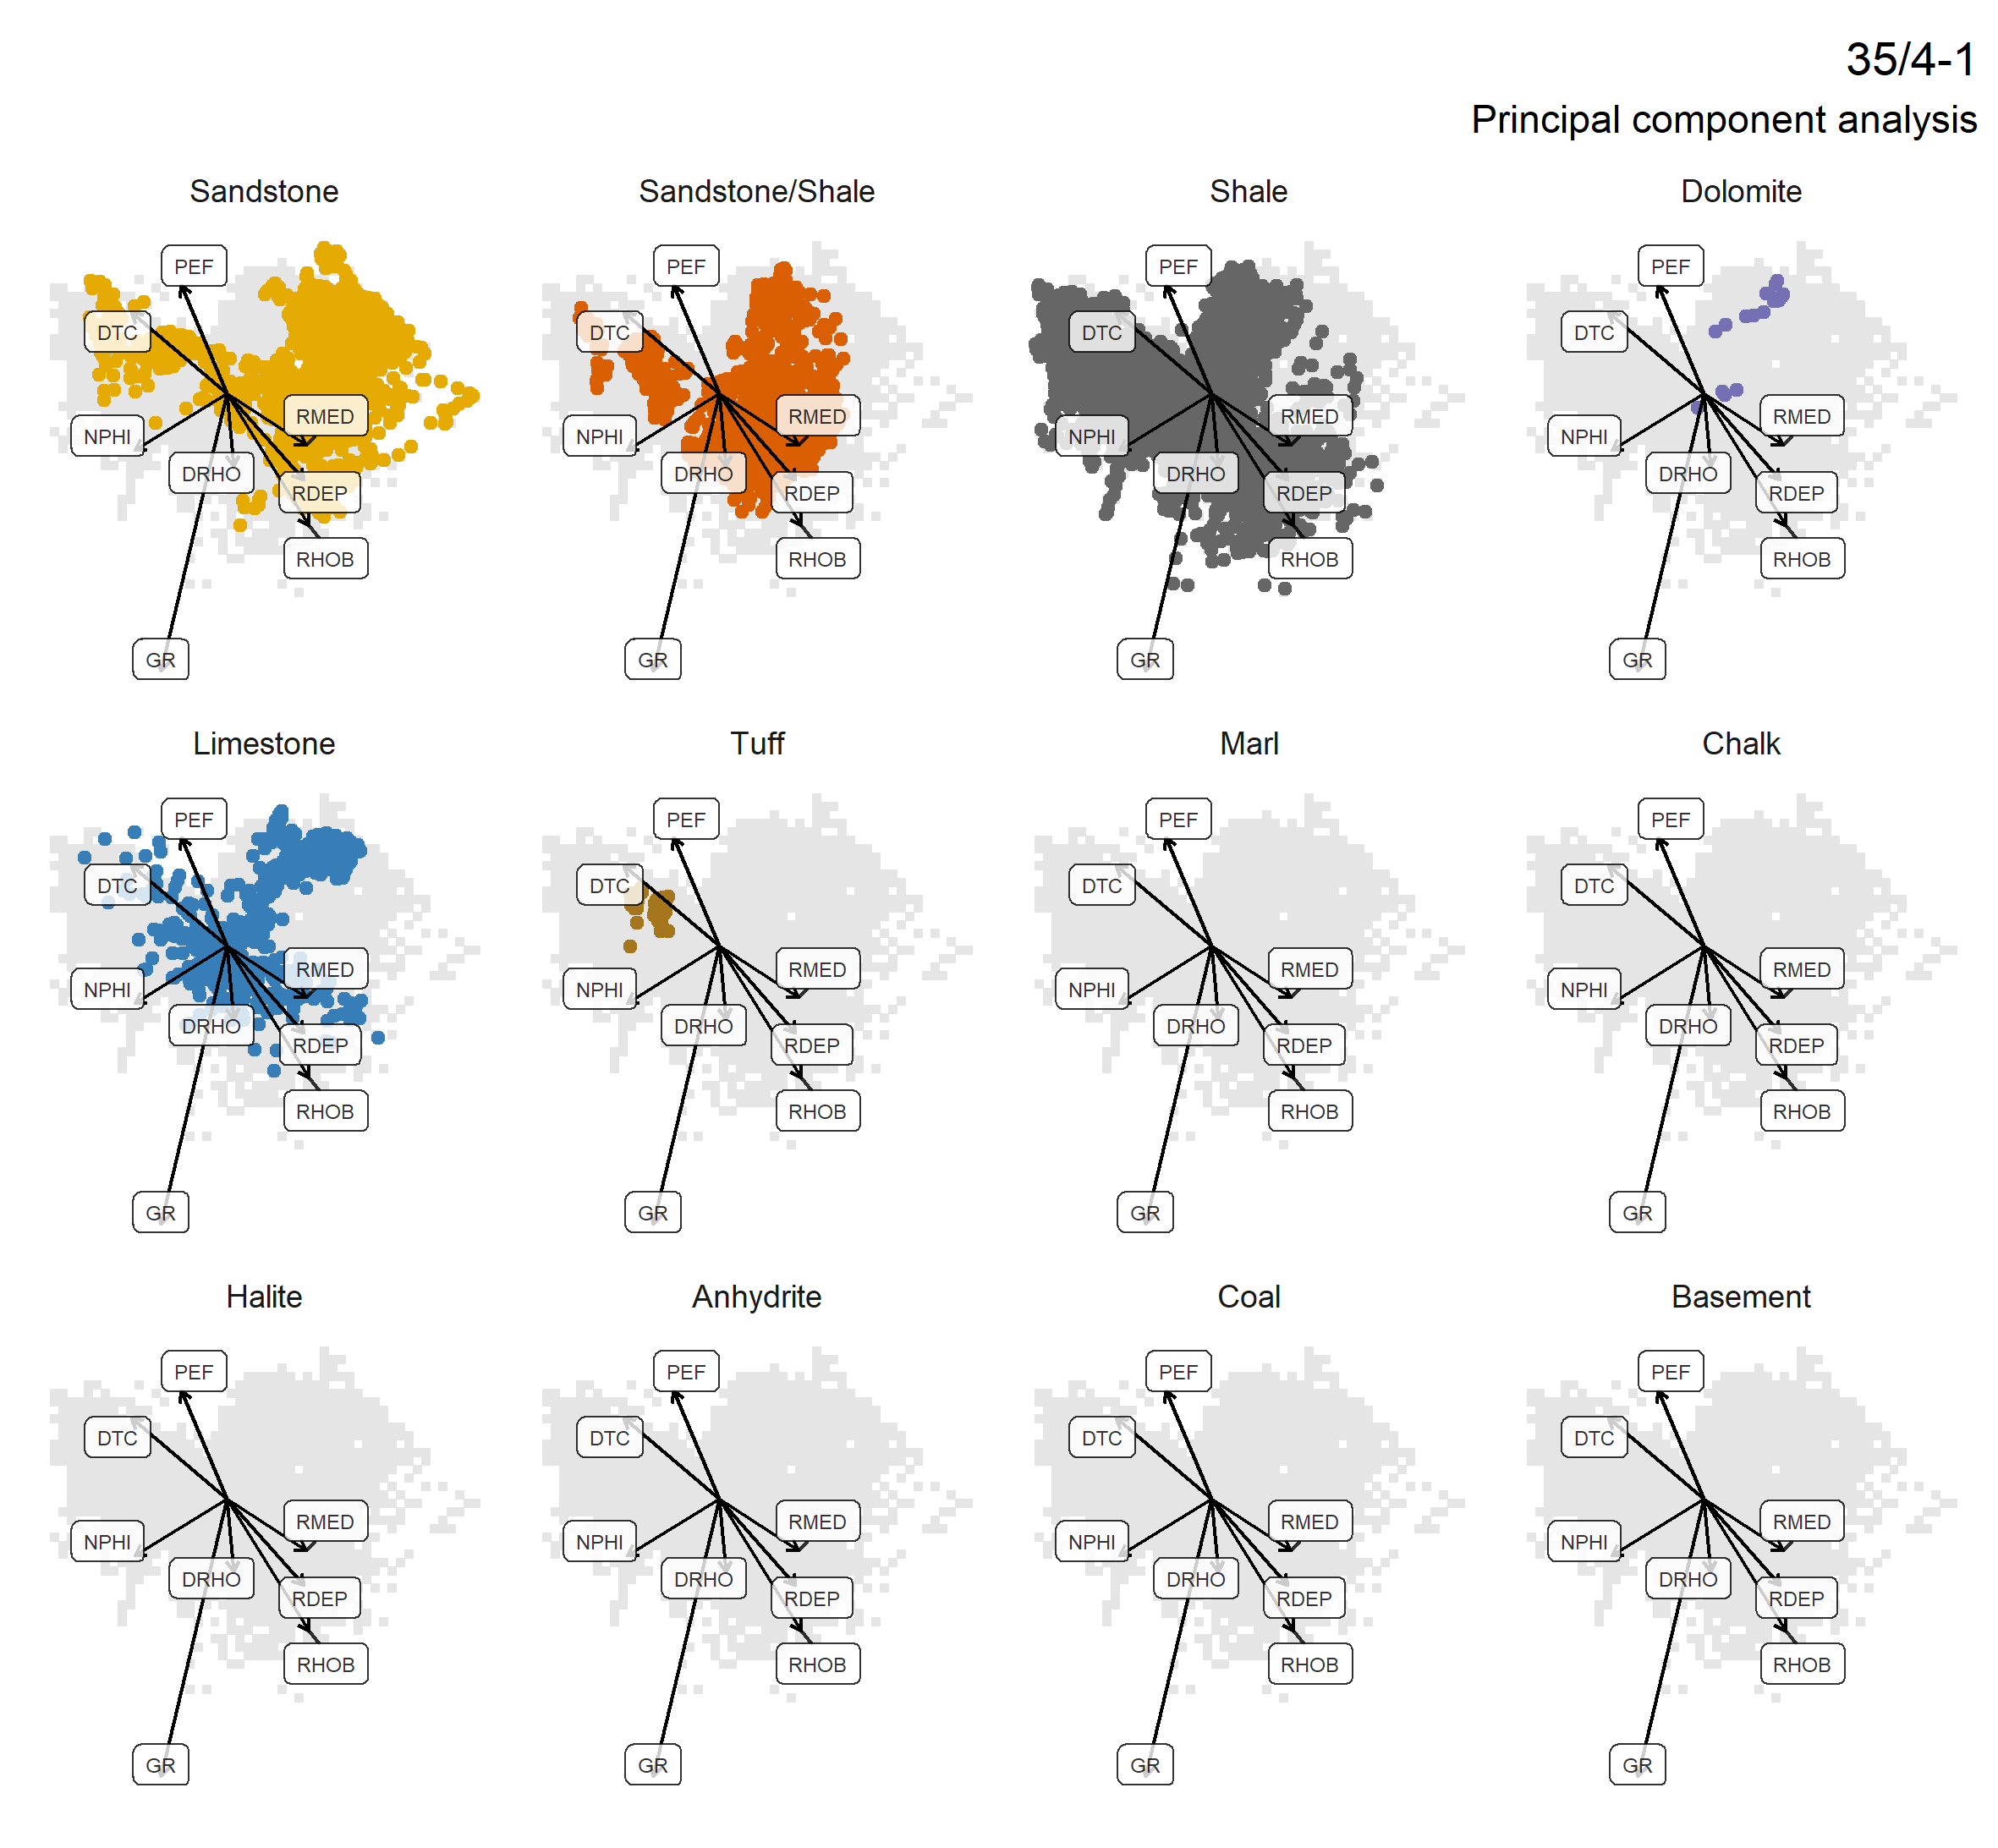 35/4-1
Principal component analysis
Sandstone
Sandstone/Shale
Shale
Dolomite
PEF
PEF
PEF
PEF
DTC
DTC
DTC
DTC
RMED
RMED
RMED
RMED
NPHI
NPHI
NPHI
NPHI
DRHO
DRHO
DRHO
DRHO
RDEP
RDEP
RDEP
RDEP
RHOB
RHOB
RHOB
RHOB
GR
GR
GR
GR
Limestone
Tuff
Marl
Chalk
PEF
PEF
PEF
PEF
DTC
DTC
DTC
DTC
RMED
RMED
RMED
RMED
NPHI
NPHI
NPHI
NPHI
DRHO
DRHO
DRHO
DRHO
RDEP
RDEP
RDEP
RDEP
RHOB
RHOB
RHOB
RHOB
GR
GR
GR
GR
Halite
Anhydrite
Coal
Basement
PEF
PEF
PEF
PEF
DTC
DTC
DTC
DTC
RMED
RMED
RMED
RMED
NPHI
NPHI
NPHI
NPHI
DRHO
DRHO
DRHO
DRHO
RDEP
RDEP
RDEP
RDEP
RHOB
RHOB
RHOB
RHOB
GR
GR
GR
GR